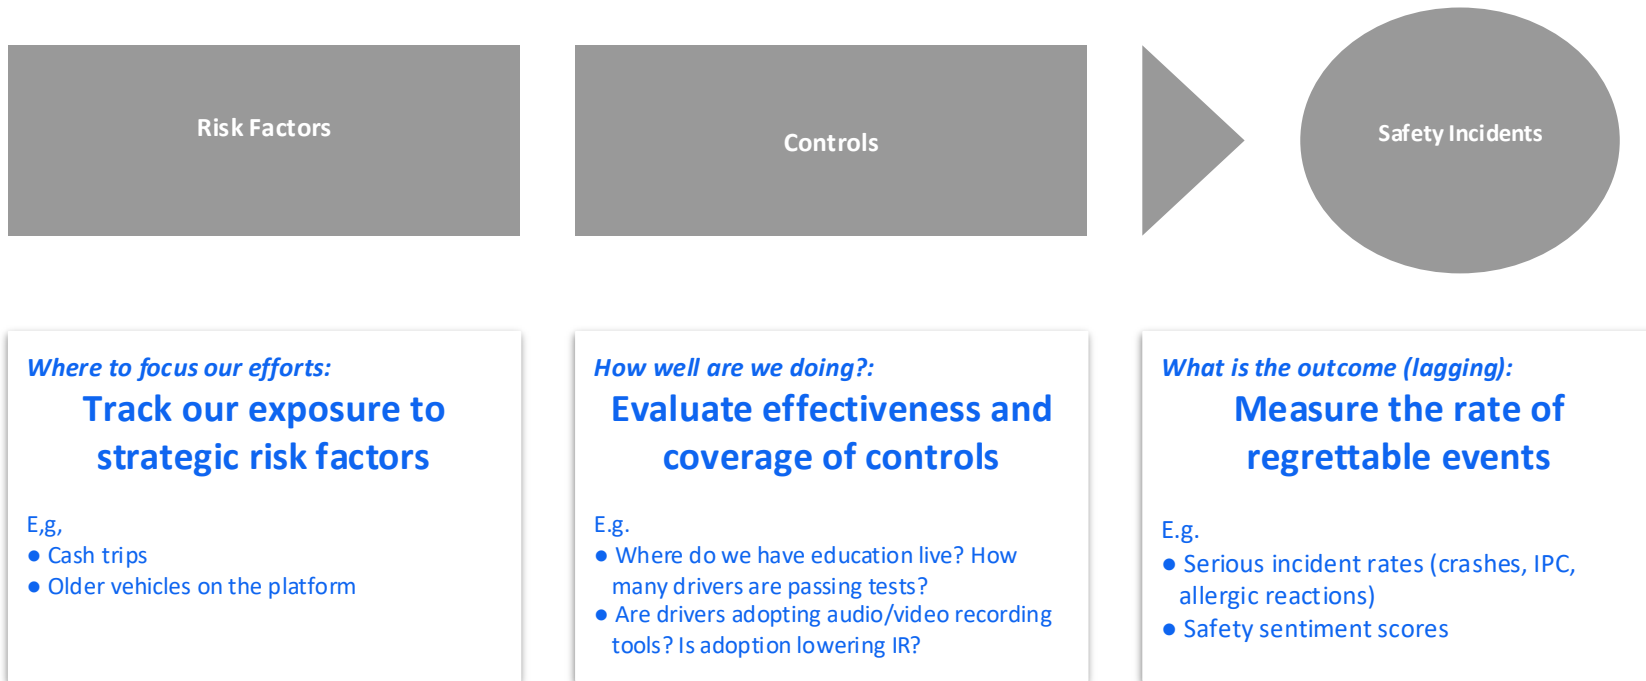 Risk Factors
Controls
Safety Incidents
Where to focus our efforts:
Track our exposure to
strategic risk factors
E,g,
● Cash trips
● Older vehicles on the platform
How well are we doing?:
Evaluate effectiveness and
coverage of controls
E.g.
● Where do we have education live? How
many drivers are passing tests?
● Are drivers adopting audio/video recording
tools? Is adoption lowering IR?
What is the outcome (lagging):
Measure the rate of
regrettable events
E.g.
● Serious incident rates (crashes, IPC,
allergic reactions)
● Safety sentiment scores